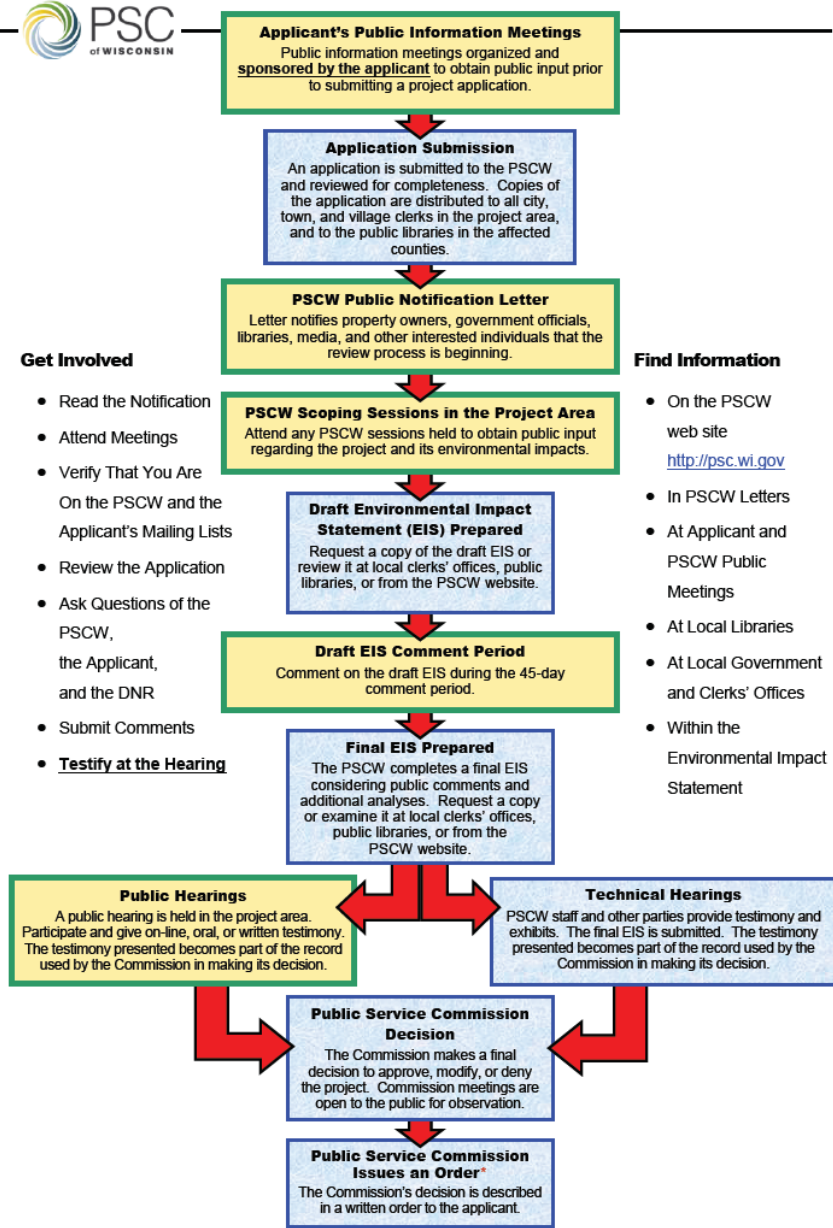 PSC
of WISCONSIN
Applicant's Public Information Meetings
Public information meetings organized and
sponsored by the applicant to obtain public input prior
to submitting a project application.
Application Submission
An application is submitted to the PSCW
and reviewed for completeness. Copies of
the application are distributed to all city,
town, and village clerks in the project area,
and to the public libraries in the affected
counties.
PSCW Public Notification Letter
Letter notifies property owners, government officials,
libraries, media, and other interested individuals that the
review process is beginning.
Get Involved
• Read the Notification
• Attend Meetings
• Verify That You Are
On the PSCW and the
Applicant's Mailing Lists
• Review the Application
• Ask Questions of the
PSCW,
the Applicant,
and the DNR
• Submit Comments
• Testify at the Hearing
PSCW Scoping Sessions in the Project Area
Attend any PSCW sessions held to obtain public input
regarding the project and its environmental impacts.
Draft Environmental Impact
Statement (EIS) Prepared
Request a copy of the draft EIS or
review it at local clerks' offices, public
libraries, or from the PSCW website.
Draft EIS Comment Period
Comment on the draft EIS during the 45-day
comment period.
Final EIS Prepared
The PSCW completes a final EIS
considering public comments and
additional analyses. Request a copy
or examine it at local clerks' offices,
public libraries, or from the
PSCW website.
Find Information
• On the PSCW
web site
http://psc.wi.gov
• In PSCW Letters
• At Applicant and
PSCW Public
Meetings
• At Local Libraries
• At Local Government
and Clerks' Offices
• Within the
Environmental Impact
Statement
Public Hearings
A public hearing is held in the project area.
Participate and give on-line, oral, or written testimony.
The testimony presented becomes part of the record
used by the Commission in making its decision.
Technical Hearings
PSCW staff and other parties provide testimony and
exhibits. The final EIS is submitted. The testimony
presented becomes part of the record used by the
Commission in making its decision.
Public Service Commission
Decision
The Commission makes a final
decision to approve, modify, or deny
the project. Commission meetings are
open to the public for observation.
Public Service Commission
Issues an Order*
The Commission's decision is described
in a written order to the applicant.